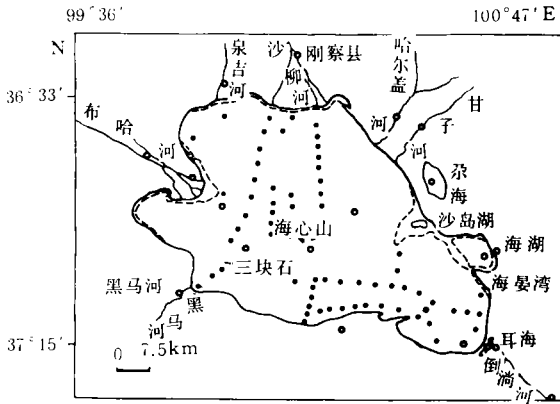 99°36′
100°47′E
N
36°33′
37°15′
泉吉河
沙柳河
刚察县
哈尔盖河
甘子河
布哈河
尕海
沙岛湖
海湖
海晏湾
海心山
三块石
黑马河
黑马河
耳海
倒淌河
0 7.5km